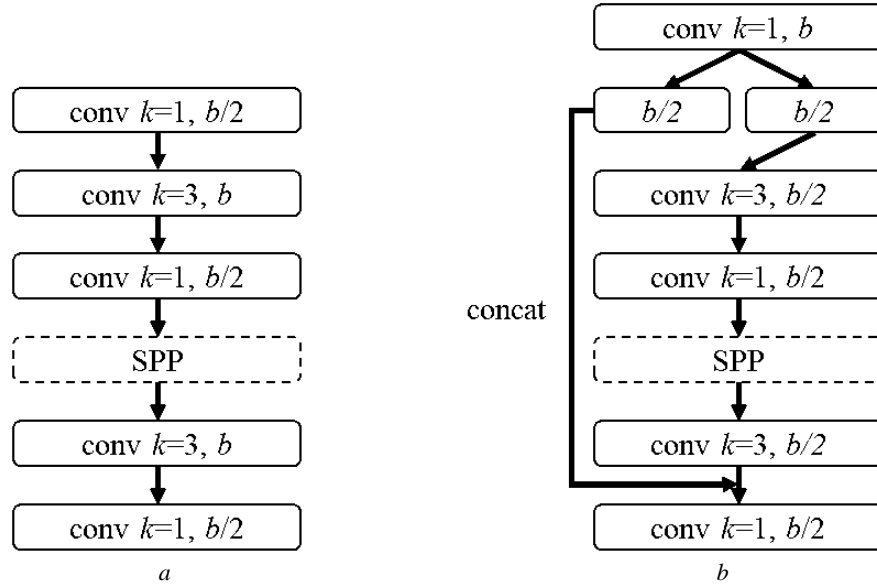 conv k=1, b/2
conv k=3, b
conv k=1, b/2
SPP
conv k=3, b
conv k=1, b/2
a
conv k=1, b
b/2
b/2
conv k=3, b/2
conv k=1, b/2
concat
SPP
conv k=3, b/2
conv k=1, b/2
b